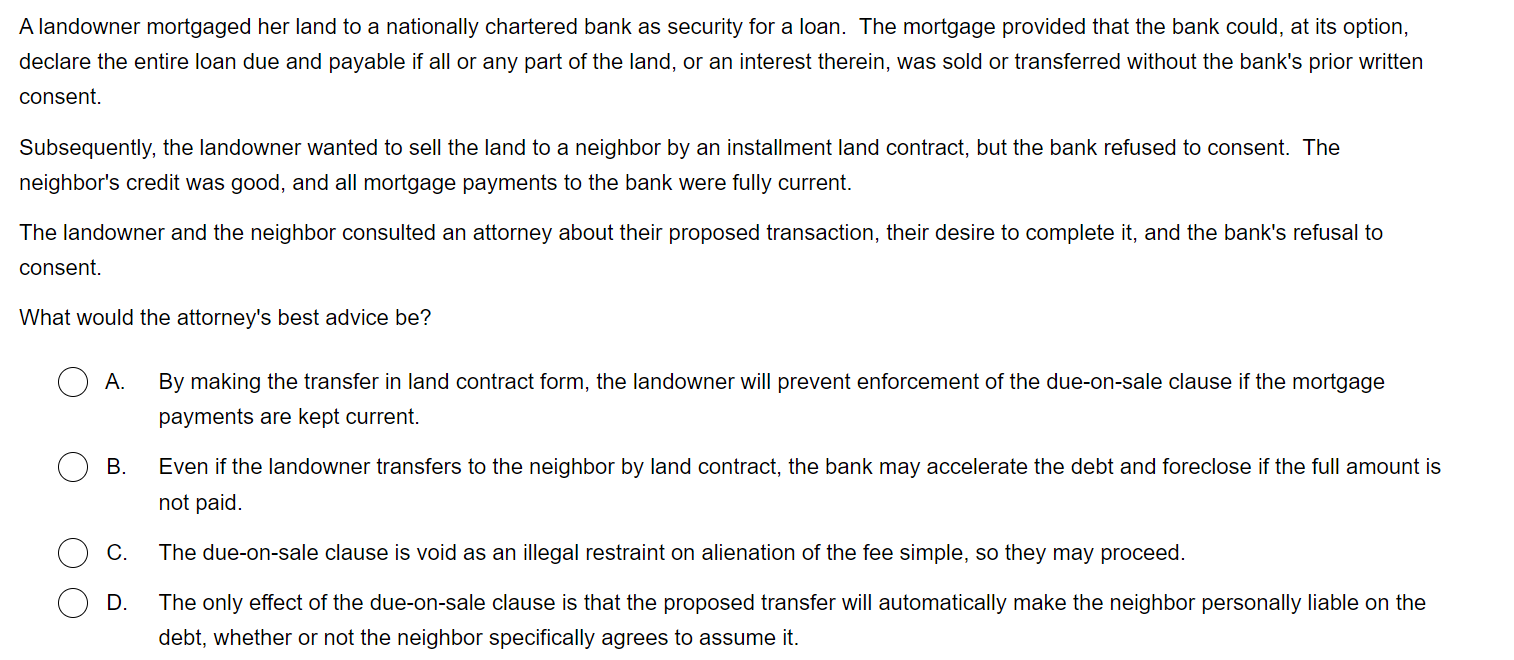 A landowner mortgaged her land to a nationally chartered bank as security for a loan.  The mortgage provided that the bank could, at its option,
declare the entire loan due and payable if all or any part of the land, or an interest therein, was sold or transferred without the bank's prior written
consent.
Subsequently, the landowner wanted to sell the land to a neighbor by an installment land contract, but the bank refused to consent.  The
neighbor's credit was good, and all mortgage payments to the bank were fully current.
The landowner and the neighbor consulted an attorney about their proposed transaction, their desire to complete it, and the bank's refusal to
consent.
What would the attorney's best advice be?
A. By making the transfer in land contract form, the landowner will prevent enforcement of the due-on-sale clause if the mortgage
payments are kept current.
B. Even if the landowner transfers to the neighbor by land contract, the bank may accelerate the debt and foreclose if the full amount is
not paid.
C. The due-on-sale clause is void as an illegal restraint on alienation of the fee simple, so they may proceed.
D. The only effect of the due-on-sale clause is that the proposed transfer will automatically make the neighbor personally liable on the
debt, whether or not the neighbor specifically agrees to assume it.